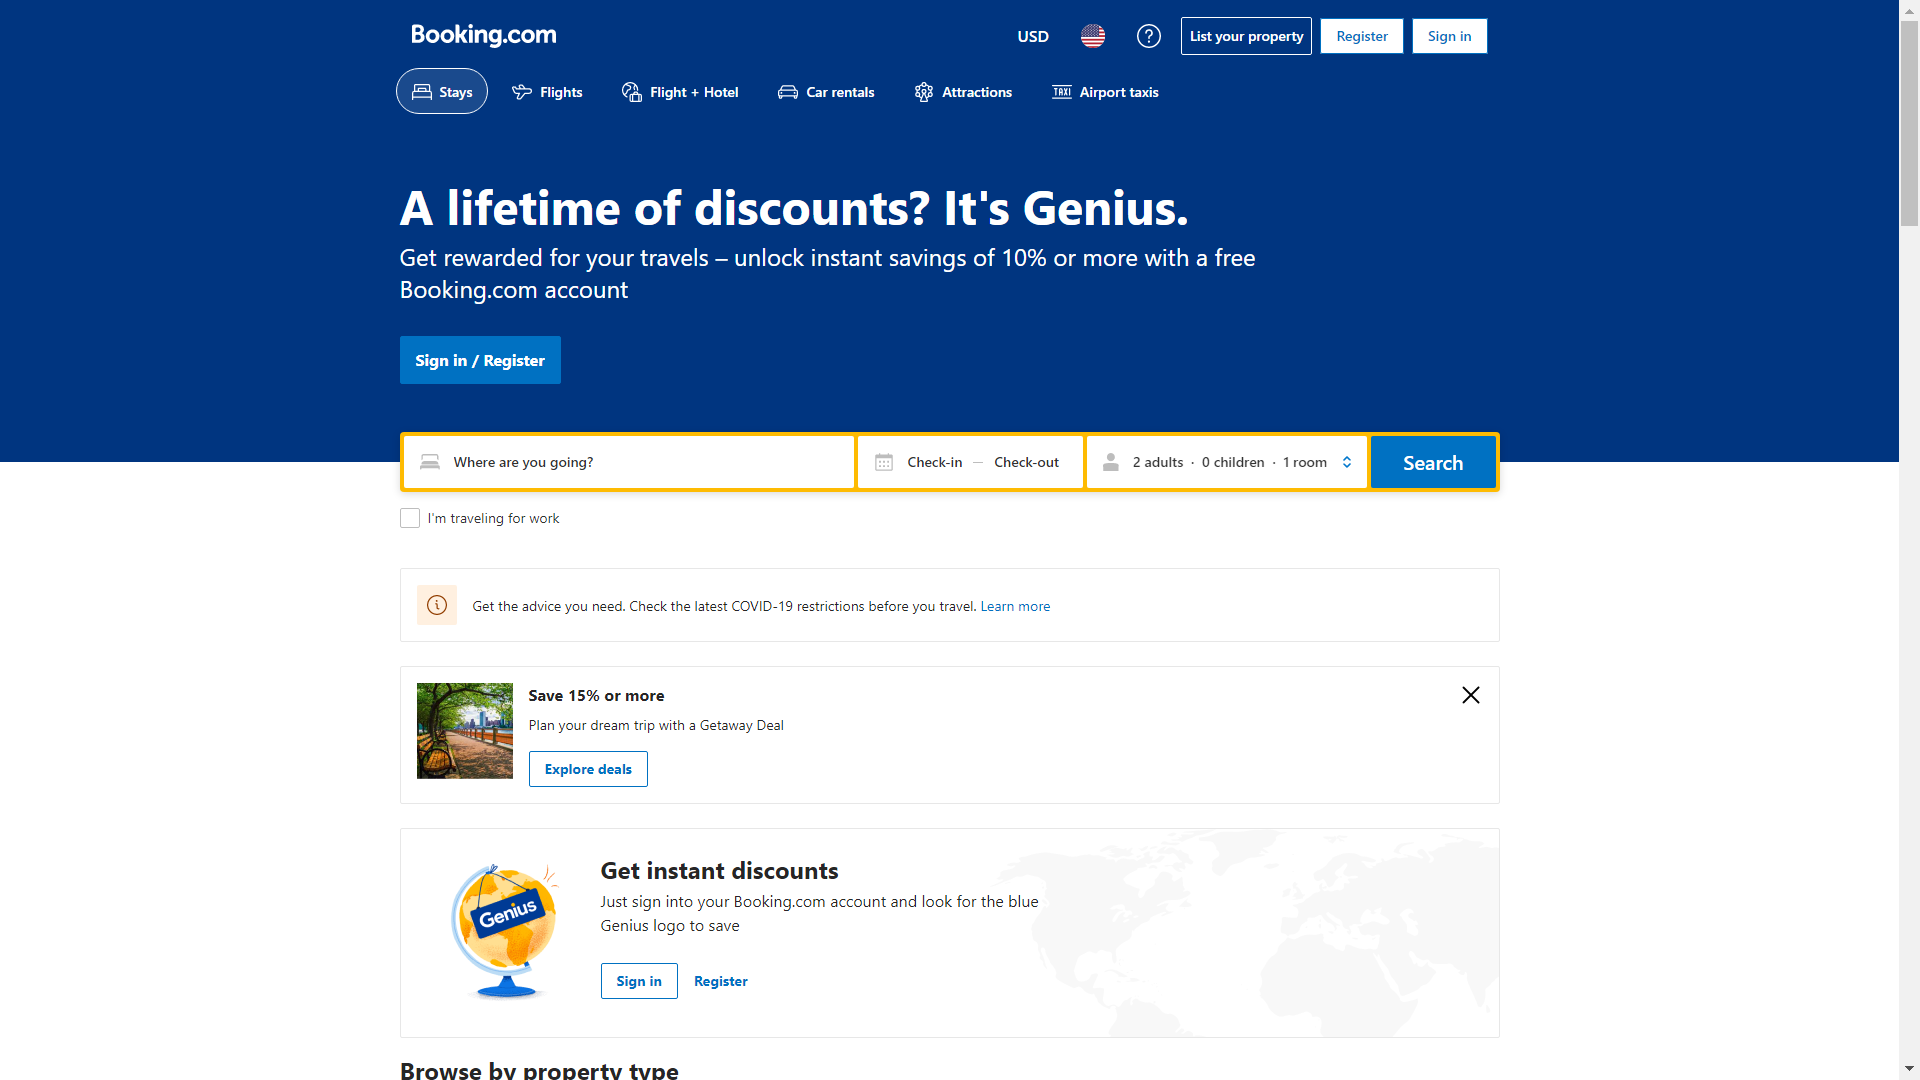 Booking.com
USD
List your property
Register
Sign in
Stays
Flights
Flight + Hotel
Car rentals
Attractions
TAXI
Airport taxis
A lifetime of discounts? It's Genius.
Get rewarded for your travels – unlock instant savings of 10% or more with a free
Booking.com account
Sign in / Register
Where are you going?
Check-in — Check-out
2 adults · 0 children · 1 room
Search
I'm traveling for work
Get the advice you need. Check the latest COVID-19 restrictions before you travel. Learn more
Save 15% or more
Plan your dream trip with a Getaway Deal
Explore deals
Genius
Get instant discounts
Just sign into your Booking.com account and look for the blue
Genius logo to save
Sign in
Register
Browse by property type